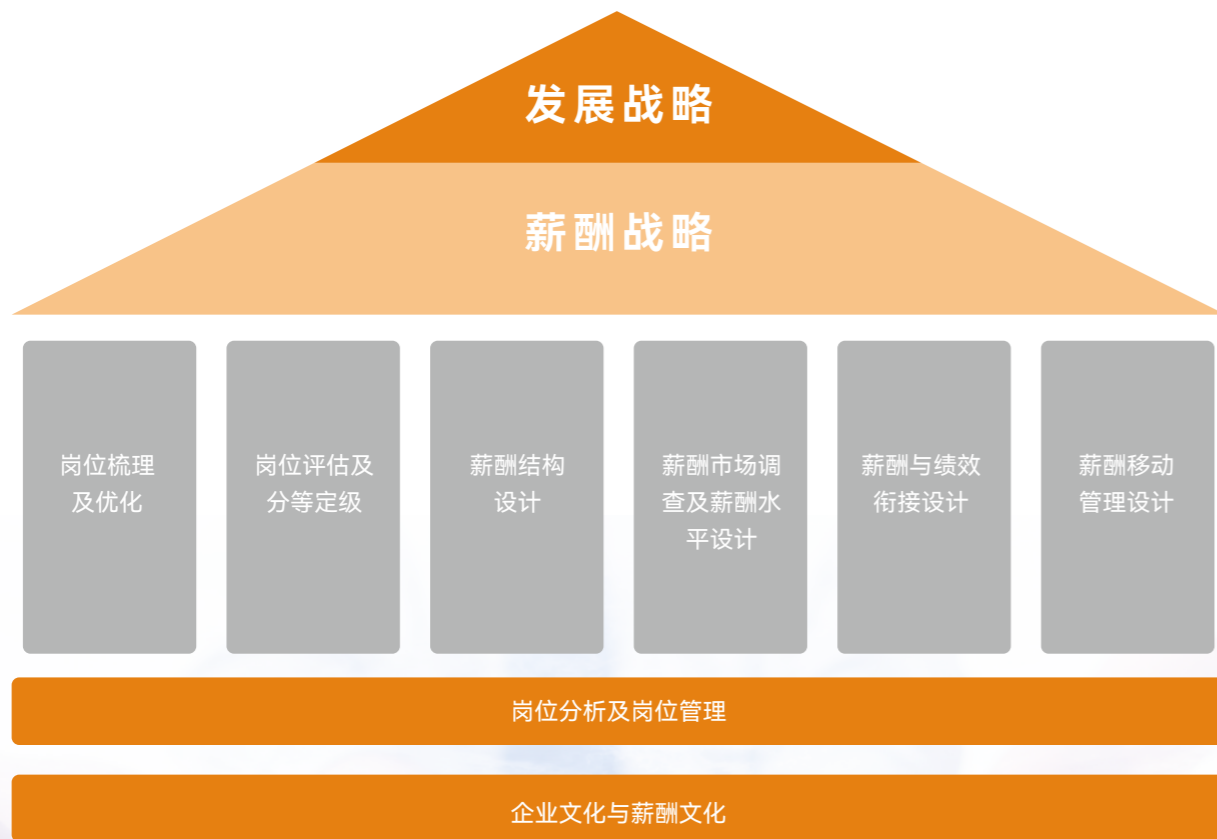 发展战略
薪酬战略
岗位梳理
及优化
岗位评估及
分等定级
薪酬结构
设计
薪酬市场调
查及薪酬水
平设计
薪酬与绩效
衔接设计
薪酬移动
管理设计
岗位分析及岗位管理
企业文化与薪酬文化